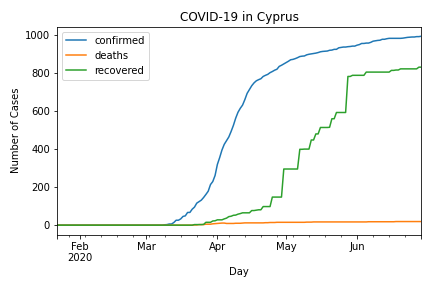 COVID-19 in Cyprus
confirmed
deaths
recovered
Number of Cases
1000
800
600
400
200
0
Feb
2020
Mar
Apr
May
Jun
Day